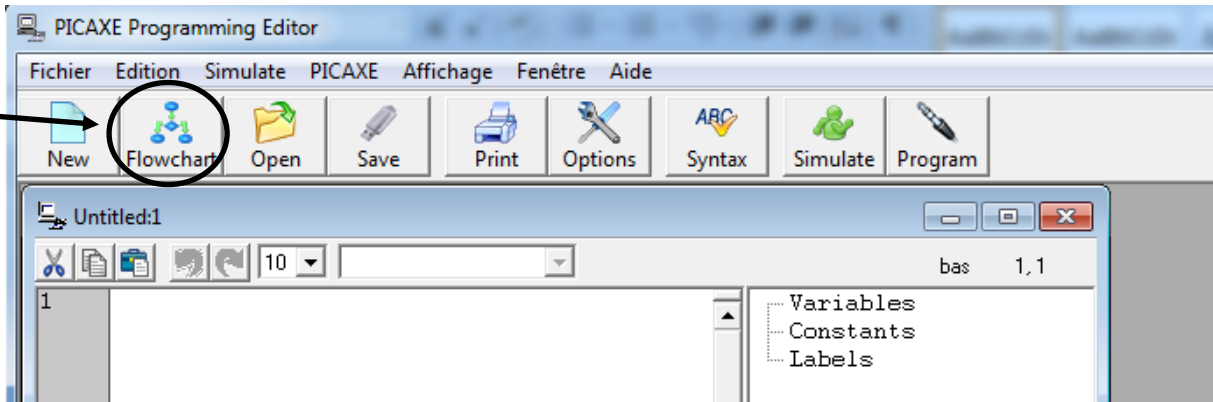 PICAXE Programming Editor
Fichier Edition Simulate PICAXE Affichage Fenêtre Aide
New Flowchart Open Save Print Options ABC Syntax Simulate Program
Untitled:1
10 bas 1,1
1
Variables
Constants
Labels